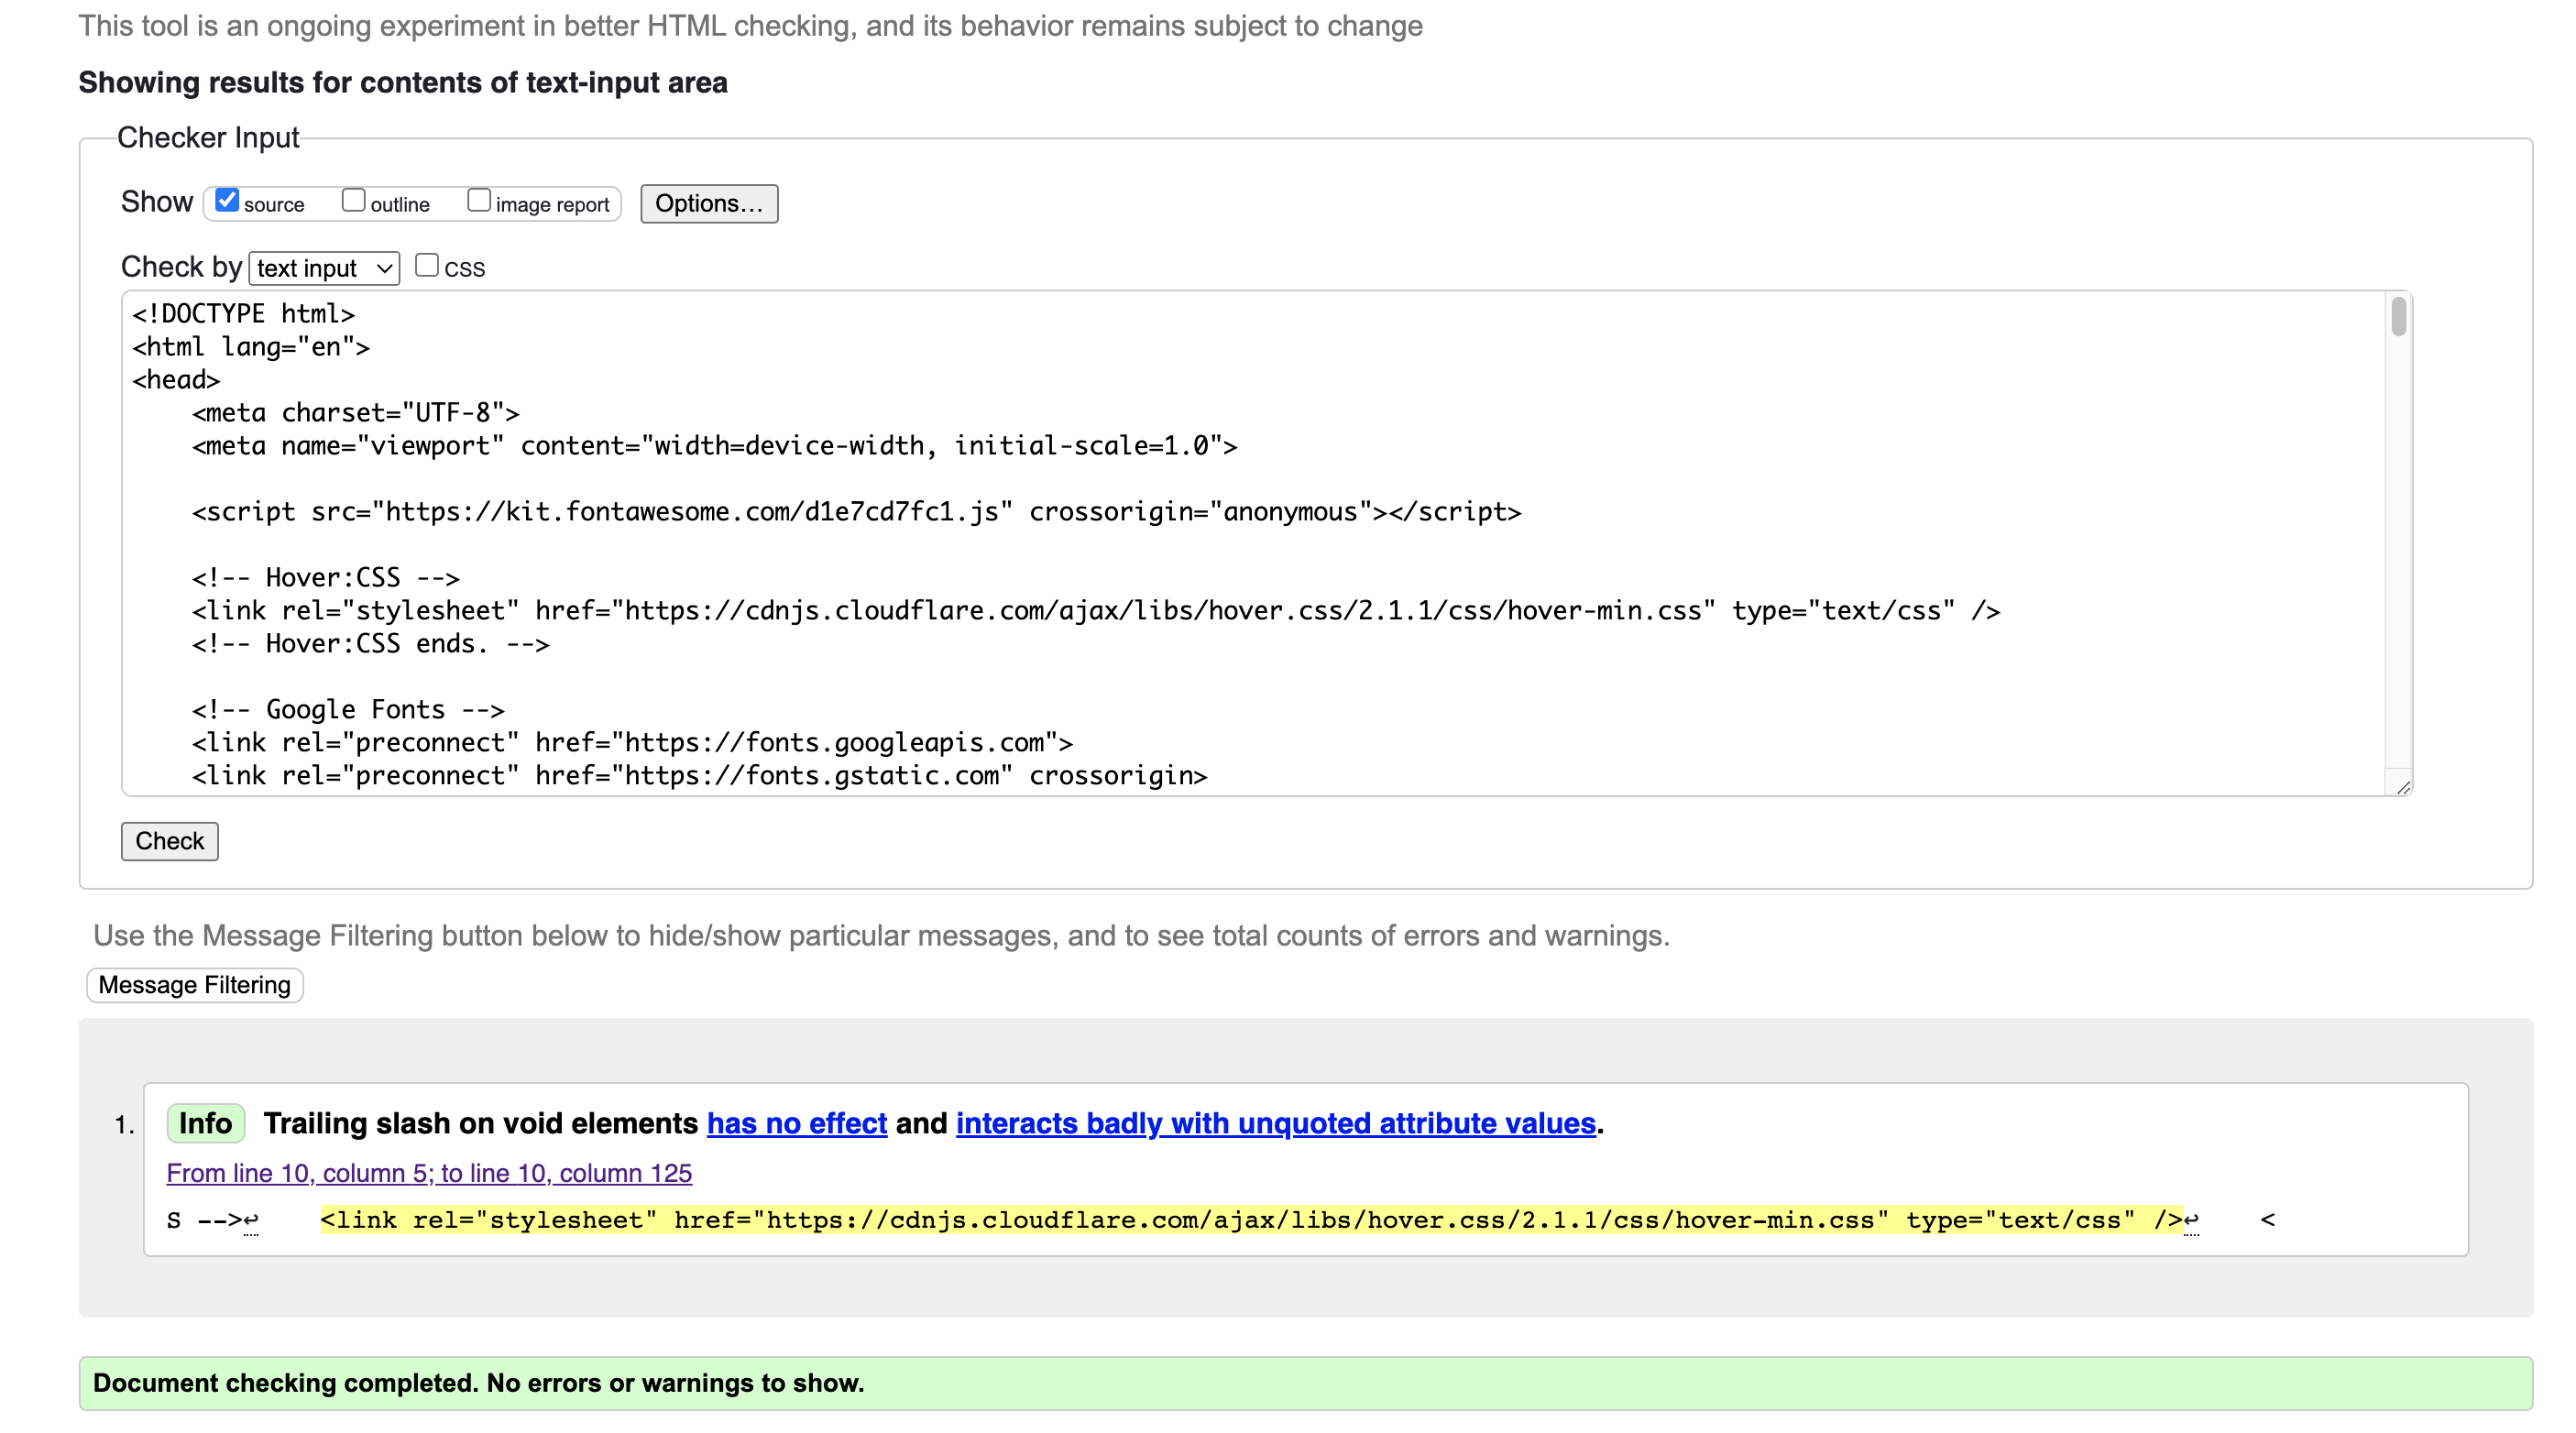 This tool is an ongoing experiment in better HTML checking, and its behavior remains subject to change
Showing results for contents of text-input area
Checker Input
Show source outline image report Options...
Check by text input CSS
<!DOCTYPE html>
<html lang="en">
<head>
    <meta charset="UTF-8">
    <meta name="viewport" content="width=device-width, initial-scale=1.0">
    <script src="https://kit.fontawesome.com/d1e7cd7fc1.js" crossorigin="anonymous"></script>
    <!-- Hover:CSS -->
    <link rel="stylesheet" href="https://cdnjs.cloudflare.com/ajax/libs/hover.css/2.1.1/css/hover-min.css" type="text/css" />
    <!-- Hover:CSS ends. -->
    <!-- Google Fonts -->
    <link rel="preconnect" href="https://fonts.googleapis.com">
    <link rel="preconnect" href="https://fonts.gstatic.com" crossorigin>
Check
Use the Message Filtering button below to hide/show particular messages, and to see total counts of errors and warnings.
Message Filtering
1. Info Trailing slash on void elements has no effect and interacts badly with unquoted attribute values.
From line 10, column 5; to line 10, column 125
S -->↩    <link rel="stylesheet" href="https://cdnjs.cloudflare.com/ajax/libs/hover.css/2.1.1/css/hover-min.css" type="text/css" />↩    <
Document checking completed. No errors or warnings to show.